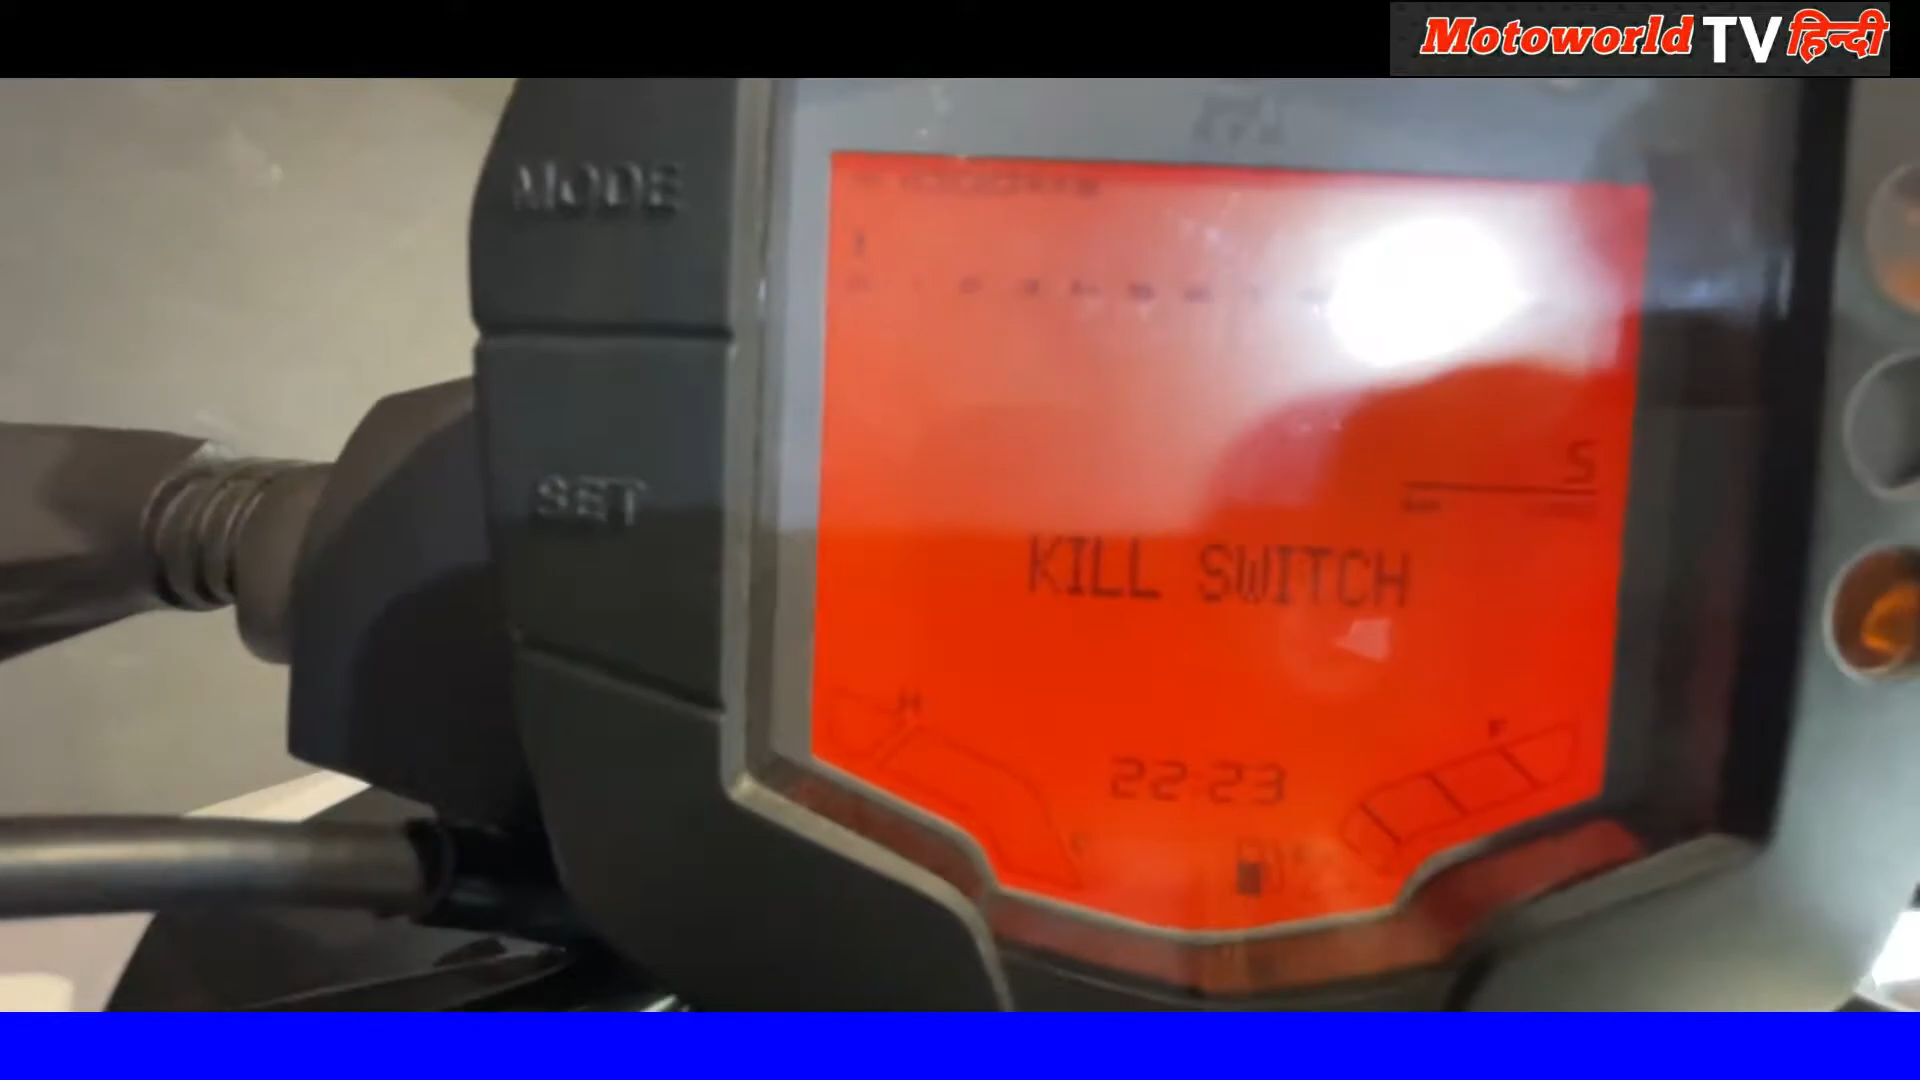 Motoworld TV हिन्दी
MODE
SET
S
KILL SWITCH
H
F
22:23